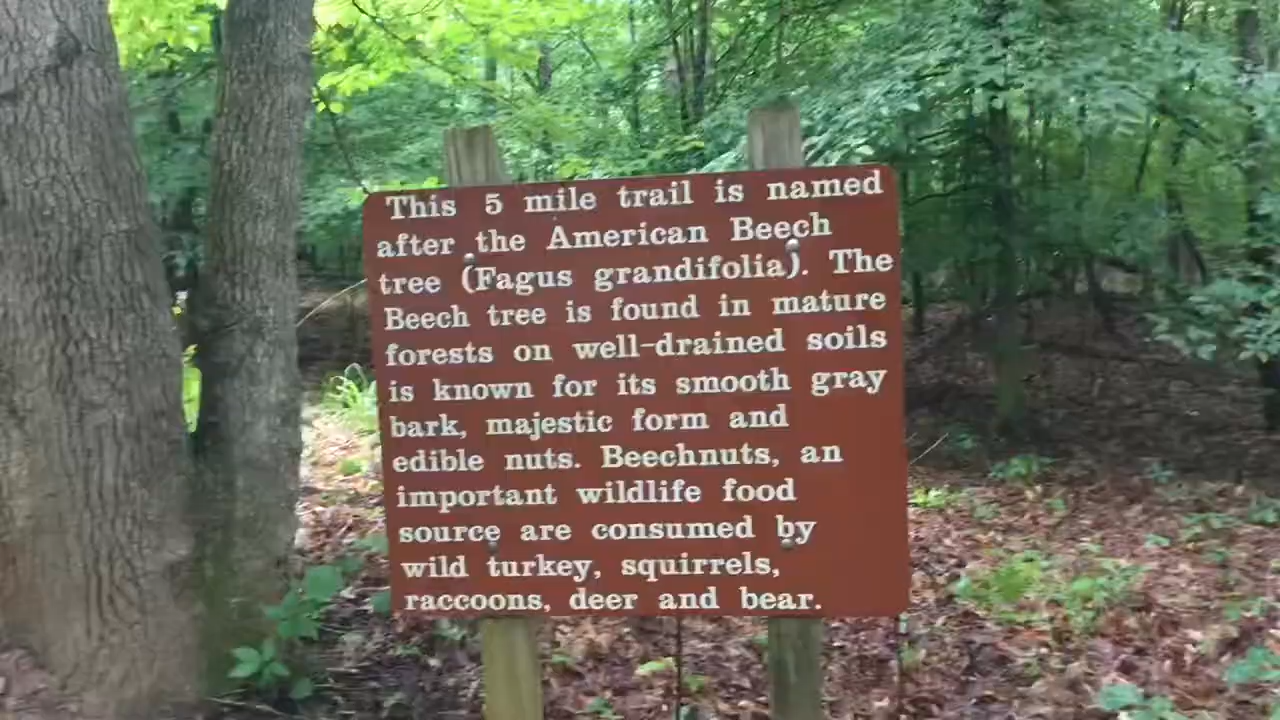 This 5 mile trail is named
after the American Beech
tree (Fagus grandifolia). The
Beech tree is found in mature
forests on well-drained soils
is known for its smooth gray
bark, majestic form and
edible nuts. Beechnuts, an
important wildlife food
source are consumed by
wild turkey, squirrels,
raccoons, deer and bear.